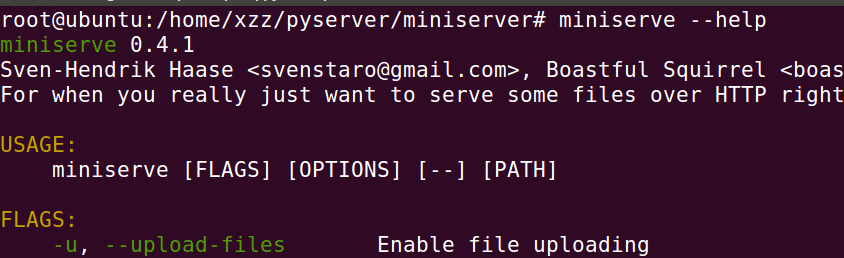 root@ubuntu:/home/xzz/pyserver/miniserver# miniserve --help
miniserve 0.4.1
Sven-Hendrik Haase <svenstaro@gmail.com>, Boastful Squirrel <boas
For when you really just want to serve some files over HTTP right
USAGE:
miniserve [FLAGS] [OPTIONS] [--] [PATH]
FLAGS:
-u, --upload-files Enable file uploading